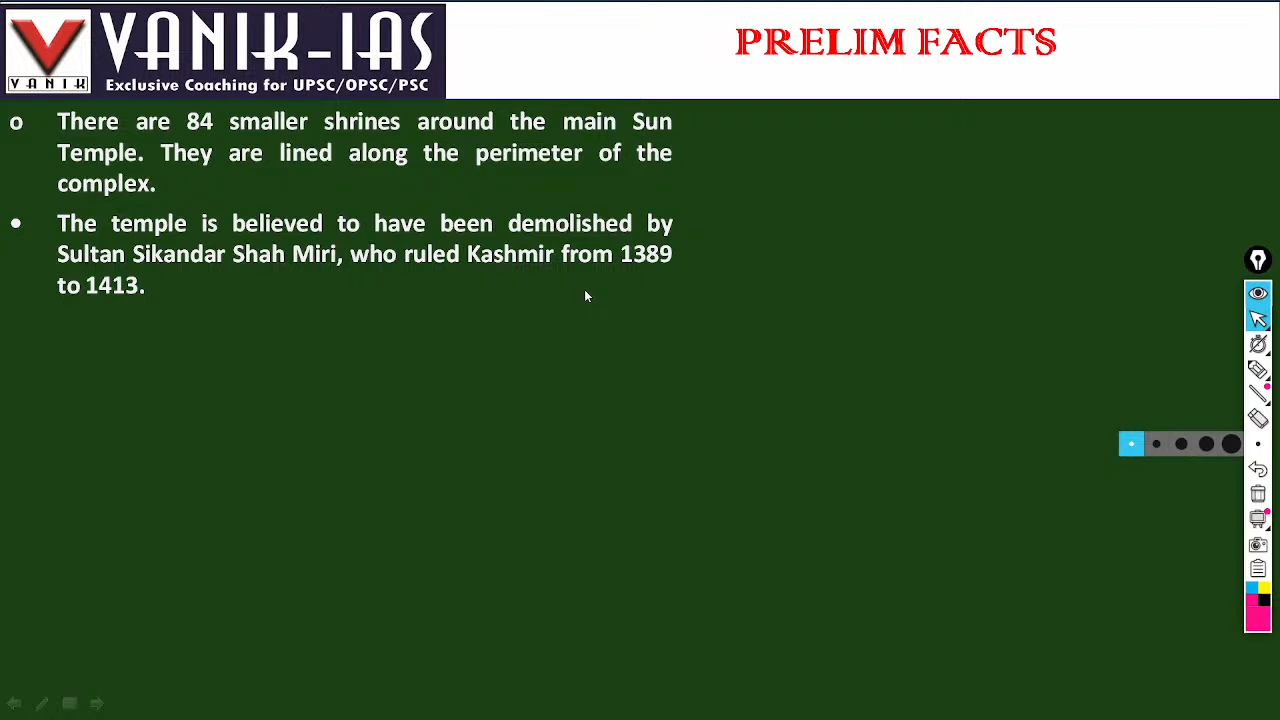 VANIK-IAS
VANIK
Exclusive Coaching for UPSC/OPSC/PSC
PRELIM FACTS
o There are 84 smaller shrines around the main Sun
Temple. They are lined along the perimeter of the
complex.
• The temple is believed to have been demolished by
Sultan Sikandar Shah Miri, who ruled Kashmir from 1389
to 1413.